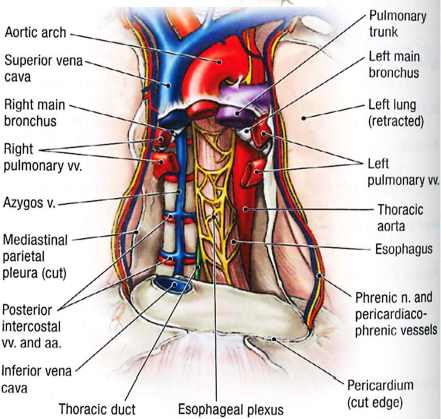 Aortic arch
Superior vena
cava
Right main
bronchus
Right
pulmonary vv.
Azygos v.
Mediastinal
parietal
pleura (cut)
Posterior
intercostal
vv. and aa.
Inferior vena
cava
Thoracic duct
Esophageal plexus
Pulmonary
trunk
Left main
bronchus
Left lung
(retracted)
Left
pulmonary vv.
Thoracic
aorta
Esophagus
Phrenic n. and
pericardiaco-
phrenic vessels
Pericardium
(cut edge)